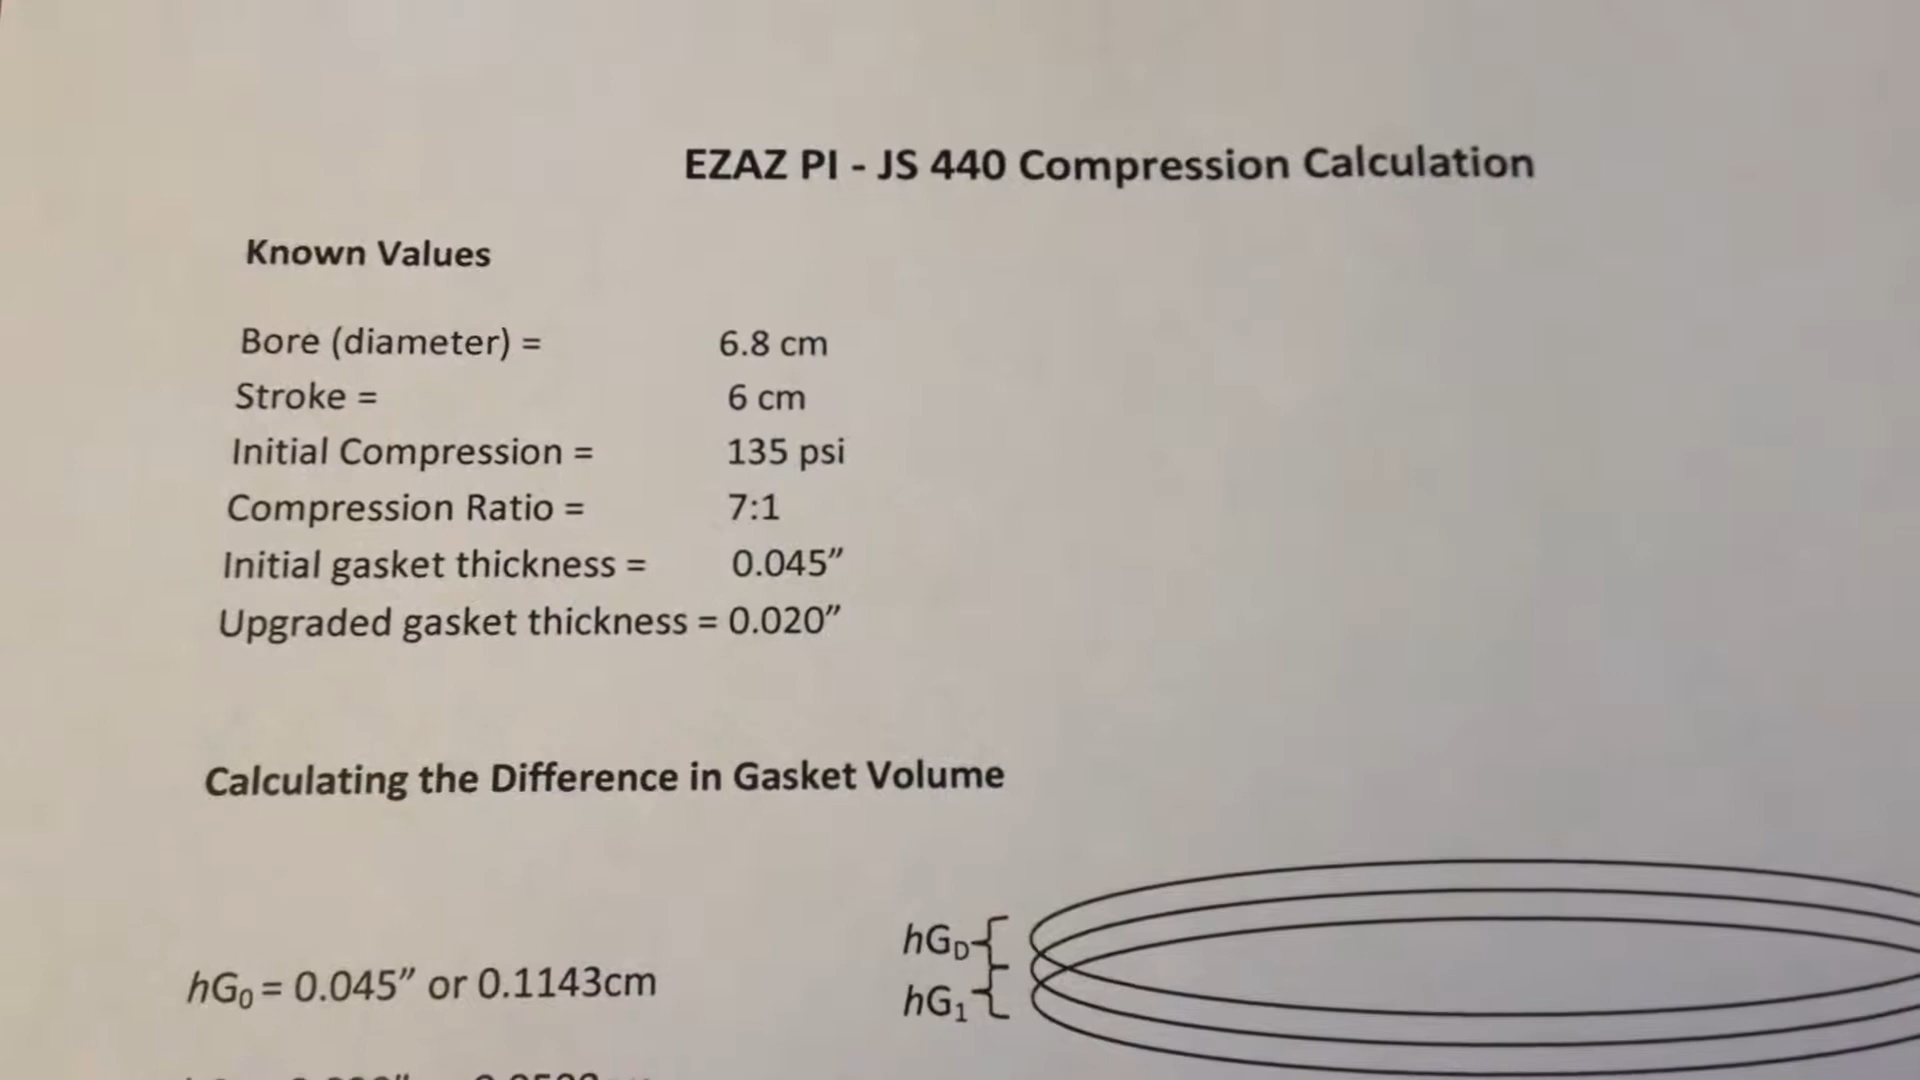 EZAZ PI - JS 440 Compression Calculation
Known Values
Bore (diameter) = 6.8 cm
Stroke = 6 cm
Initial Compression = 135 psi
Compression Ratio = 7:1
Initial gasket thickness = 0.045”
Upgraded gasket thickness = 0.020”
Calculating the Difference in Gasket Volume
hG_D
hG₀ = 0.045” or 0.1143cm
hG₁